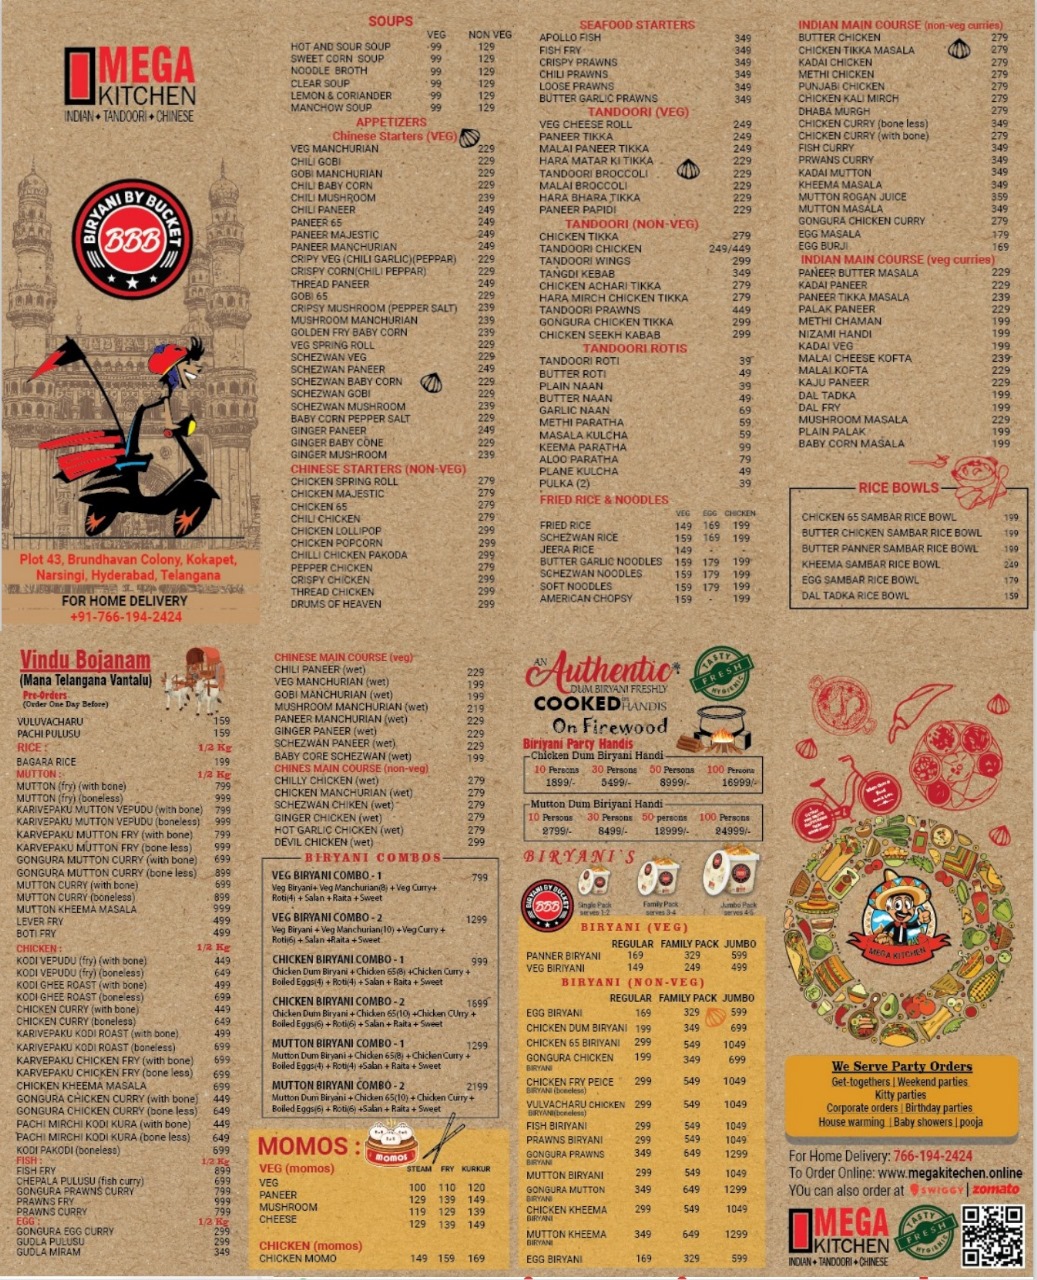 MEGA
KITCHEN
INDIAN ♦ TANDOORI ♦ CHINESE
BIRYANI BY BUCKET
BBB
Plot 43, Brundhavan Colony, Kokapet,
Narsingi, Hyderabad, Telangana
FOR HOME DELIVERY
+91-766-194-2424
SOUPS
VEG NON VEG
HOT AND SOUR SOUP 99 129
SWEET CORN SOUP 99 129
NOODLE BROTH 99 129
CLEAR SOUP 99 129
LEMON & CORIANDER 99 129
MANCHOW SOUP 99 129
APPETIZERS
Chinese Starters (VEG)
VEG MANCHURIAN 229
CHILI GOBI 229
GOBI MANCHURIAN 229
CHILI BABY CORN 229
CHILI MUSHROOM 239
CHILI PANEER 249
PANEER 65 249
PANEER MAJESTIC 249
PANEER MANCHURIAN 249
CRIPY VEG (CHILI GARLIC)(PEPPAR) 229
CRISPY CORN(CHILI PEPPAR) 229
THREAD PANEER 249
GOBI 65 229
CRIPSY MUSHROOM (PEPPER SALT) 239
MUSHROOM MANCHURIAN 239
GOLDEN FRY BABY CORN 239
VEG SPRING ROLL 229
SCHEZWAN VEG 229
SCHEZWAN PANEER 249
SCHEZWAN BABY CORN 229
SCHEZWAN GOBI 229
SCHEZWAN MUSHROOM 239
BABY CORN PEPPER SALT 229
GINGER PANEER 249
GINGER BABY CONE 229
GINGER MUSHROOM 239
CHINESE STARTERS (NON-VEG)
CHICKEN SPRING ROLL 279
CHICKEN MAJESTIC 279
CHICKEN 65 279
CHILI CHICKEN 279
CHICKEN LOLLIPOP 299
CHICKEN POPCORN 299
CHILLI CHICKEN PAKODA 299
PEPPER CHICKEN 279
CRISPY CHICKEN 299
THREAD CHICKEN 299
DRUMS OF HEAVEN 299
SEAFOOD STARTERS
APOLLO FISH 349
FISH FRY 349
CRISPY PRAWNS 349
CHILI PRAWNS 349
LOOSE PRAWNS 349
BUTTER GARLIC PRAWNS 349
TANDOORI (VEG)
VEG CHEESE ROLL 249
PANEER TIKKA 249
MALAI PANEER TIKKA 249
HARA MATAR KI TIKKA 229
TANDOORI BROCCOLI 229
MALAI BROCCOLI 229
HARA BHARA TIKKA 229
PANEER PAPIDI 229
TANDOORI (NON-VEG)
CHICKEN TIKKA 279
TANDOORI CHICKEN 249/449
TANDOORI WINGS 299
TANGDI KEBAB 349
CHICKEN ACHARI TIKKA 279
HARA MIRCH CHICKEN TIKKA 279
TANDOORI PRAWNS 449
GONGURA CHICKEN TIKKA 299
CHICKEN SEEKH KABAB 299
TANDOORI ROTIS
TANDOORI ROTI 39
BUTTER ROTI 49
PLAIN NAAN 39
BUTTER NAAN 49
GARLIC NAAN 69
METHI PARATHA 59
MASALA KULCHA 59
KEEMA PARATHA 99
ALOO PARATHA 79
PLANE KULCHA 49
PULKA (2) 39
FRIED RICE & NOODLES
VEG EGG CHICKEN
FRIED RICE 149 169 199
SCHEZWAN RICE 159 169 199
JEERA RICE 149 - -
BUTTER GARLIC NOODLES 159 179 199
SCHEZWAN NOODLES 159 179 199
SOFT NOODLES 159 179 199
AMERICAN CHOPSY 159 - 199
INDIAN MAIN COURSE (non-veg curries)
BUTTER CHICKEN 279
CHICKEN TIKKA MASALA 279
KADAI CHICKEN 279
METHI CHICKEN 279
PUNJABI CHICKEN 279
CHICKEN KALI MIRCH 279
DHABA MURGH 279
CHICKEN CURRY (bone less) 349
CHICKEN CURRY (with bone) 279
FISH CURRY 349
PRWANS CURRY 349
KADAI MUTTON 349
KHEEMA MASALA 349
MUTTON ROGAN JUICE 359
MUTTON MASALA 349
GONGURA CHICKEN CURRY 279
EGG MASALA 179
EGG BURJI 169
INDIAN MAIN COURSE (veg curries)
PANEER BUTTER MASALA 229
KADAI PANEER 229
PANEER TIKKA MASALA 239
PALAK PANEER 229
METHI CHAMAN 199
NIZAMI HANDI 199
KADAI VEG 199
MALAI CHEESE KOFTA 239
MALAI KOFTA 229
KAJU PANEER 229
DAL TADKA 199
DAL FRY 199
MUSHROOM MASALA 229
PLAIN PALAK 199
BABY CORN MASALA 199
RICE BOWLS
CHICKEN 65 SAMBAR RICE BOWL 199
BUTTER CHICKEN SAMBAR RICE BOWL 199
BUTTER PANNER SAMBAR RICE BOWL 199
KHEEMA SAMBAR RICE BOWL 249
EGG SAMBAR RICE BOWL 179
DAL TADKA RICE BOWL 159
Vindu Bojanam
(Mana Telangana Vantalu)
Pre-Orders
(Order One Day Before)
VULUVACHARU 159
PACHI PULUSU 159
RICE : 1/2 Kg
BAGARA RICE 199
MUTTON : 1/2 Kg
MUTTON (fry) (with bone) 799
MUTTON (fry) (boneless) 999
KARIVEPAKU MUTTON VEPUDU (with bone) 799
KARIVEPAKU MUTTON VEPUDU (boneless) 999
KARVEPAKU MUTTON FRY (with bone) 799
KARVEPAKU MUTTON FRY (bone less) 999
GONGURA MUTTON CURRY (with bone) 699
GONGURA MUTTON CURRY (bone less) 899
MUTTON CURRY (with bone) 699
MUTTON CURRY (boneless) 899
MUTTON KHEEMA MASALA 999
LEVER FRY 499
BOTI FRY 499
CHICKEN : 1/2 Kg
KODI VEPUDU (fry) (with bone) 449
KODI VEPUDU (fry) (boneless) 649
KODI GHEE ROAST (with bone) 499
KODI GHEE ROAST (boneless) 699
CHICKEN CURRY (with bone) 449
CHICKEN CURRY (boneless) 649
KARIVEPAKU KODI ROAST (with bone) 499
KARIVEPAKU KODI ROAST (boneless) 699
KARVEPAKU CHICKEN FRY (with bone) 699
KARVEPAKU CHICKEN FRY (bone less) 699
CHICKEN KHEEMA MASALA 699
GONGURA CHICKEN CURRY (with bone) 449
GONGURA CHICKEN CURRY (bone less) 649
PACHI MIRCHI KODI KURA (with bone) 449
PACHI MIRCHI KODI KURA (bone less) 649
KODI PAKODI (boneless) 599
FISH : 1/2 Kg
FISH FRY 899
CHEPALA PULUSU (fish curry) 699
GONGURA PRAWNS CURRY 799
PRAWNS FRY 999
PRAWNS CURRY 799
EGG : 1/2 Kg
GONGURA EGG CURRY 299
GUDLA PULUSU 299
GUDLA MIRAM 349
CHINESE MAIN COURSE (veg)
CHILI PANEER (wet) 229
VEG MANCHURIAN (wet) 199
GOBI MANCHURIAN (wet) 199
MUSHROOM MANCHURIAN (wet) 219
PANEER MANCHURIAN (wet) 229
GINGER PANEER (wet) 229
SCHEZWAN PANEER (wet) 229
BABY CORE SCHEZWAN (wet) 199
CHINES MAIN COURSE (non-veg)
CHILLY CHICKEN (wet) 279
CHICKEN MANCHURIAN (wet) 279
SCHEZWAN CHIKEN (wet) 279
GINGER CHICKEN (wet) 279
HOT GARLIC CHICKEN (wet) 279
DEVIL CHICKEN (wet) 299
BIRYANI COMBOS
VEG BIRYANI COMBO - 1 799
Veg Biryani+ Veg Manchurian(8) + Veg Curry+
Roti(4) + Salan +Raita + Sweet
VEG BIRYANI COMBO - 2 1299
Veg Biryani + Veg Manchurian(10) +Veg Curry +
Roti(6) + Salan +Raita + Sweet
CHICKEN BIRYANI COMBO - 1 999
Chicken Dum Biryani + Chicken 65(8) +Chicken Curry +
Boiled Eggs(4) + Roti(4) + Salan + Raita + Sweet
CHICKEN BIRYANI COMBO - 2 1699
Chicken Dum Biryani + Chicken 65(10) +Chicken CUrry +
Boiled Eggs(6) + Roti(6) + Salan + Raita + Sweet
MUTTON BIRYANI COMBO - 1 1299
Mutton Dum Biryani + Chicken 65(8) + Chicken Curry +
Boiled Eggs(4) + Roti(4) +Salan + Raita + Sweet
MUTTON BIRYANI COMBO - 2 2199
Mutton Dum Biryani + Chicken 65(10) + Chicken Curry +
Boiled Eggs(6) + Roti(6) +Salan + Raita + Sweet
MOMOS :
MOMOS
VEG (momos) STEAM FRY KURKUR
VEG 100 110 120
PANEER 129 139 149
MUSHROOM 119 129 139
CHEESE 129 139 149
CHICKEN (momos)
CHICKEN MOMO 149 159 169
AN
Authentic
DUM BIRYANI FRESHLY
COOKED IN HANDIS
On Firewood
TASTY FRESH HYGIENIC
Biriyani Party Handis
Chicken Dum Biryani Handi
10 Persons 30 Persons 50 Persons 100 Persons
1899/- 5499/- 8999/- 16999/-
Mutton Dum Biriyani Handi
10 Persons 30 Persons 50 persons 100 Persons
2799/- 8499/- 12999/- 24999/-
BIRYANI'S
BIRYANI BY BUCKET
BBB
Single Pack
serves 1-2
Family Pack
serves 3-4
Jumbo Pack
serves 4-5
BIRYANI (VEG)
REGULAR FAMILY PACK JUMBO
PANNER BIRYANI 169 329 599
VEG BIRIYANI 149 249 499
BIRYANI (NON-VEG)
REGULAR FAMILY PACK JUMBO
EGG BIRYANI 169 329 599
CHICKEN DUM BIRYANI 199 349 699
CHICKEN 65 BIRIYANI 299 549 1049
GONGURA CHICKEN 199 349 699
BIRYANI
CHICKEN FRY PEICE 299 549 1049
BIRYANI (boneless)
VULVACHARU CHICKEN 299 549 1049
BIRYANI(boneless)
FISH BIRIYANI 299 549 1049
PRAWNS BIRYANI 299 549 1049
GONGURA PRAWNS 349 649 1299
BIRYANI
MUTTON BIRYANI 299 549 1049
GONGURA MUTTON 349 649 1299
BIRYANI
CHICKEN KHEEMA 299 549 1049
BIRYANI
MUTTON KHEEMA 349 649 1299
BIRYANI
EGG BIRYANI 169 329 599
MEGA KITCHEN
We Serve Party Orders
Get-togethers | Weekend parties
Kitty parties
Corporate orders | Birthday parties
House warming | Baby showers | pooja
For Home Delivery: 766-194-2424
To Order Online: www.megakitechen.online
YOu can also order at SWIGGY | zomato
MEGA
KITCHEN
INDIAN ♦ TANDOORI ♦ CHINESE
TASTY FRESH HYGIENIC